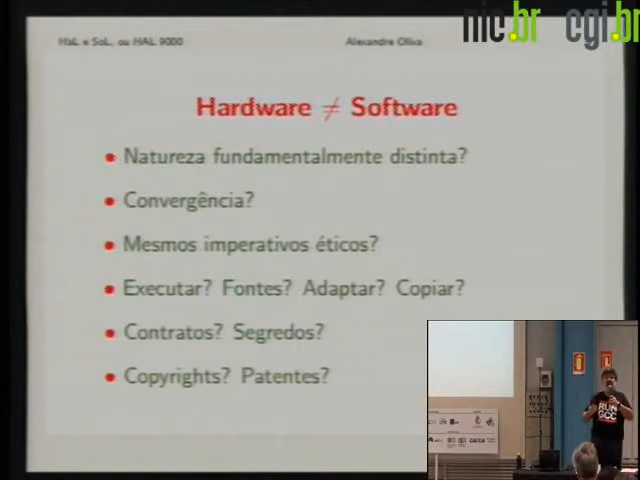 HaL e SoL, ou HAL 9000
Alexandre Oliva
nic.br cgi.br
Hardware ≠ Software
• Natureza fundamentalmente distinta?
• Convergência?
• Mesmos imperativos éticos?
• Executar? Fontes? Adaptar? Copiar?
• Contratos? Segredos?
• Copyrights? Patentes?
RUN
GCC
CACCA